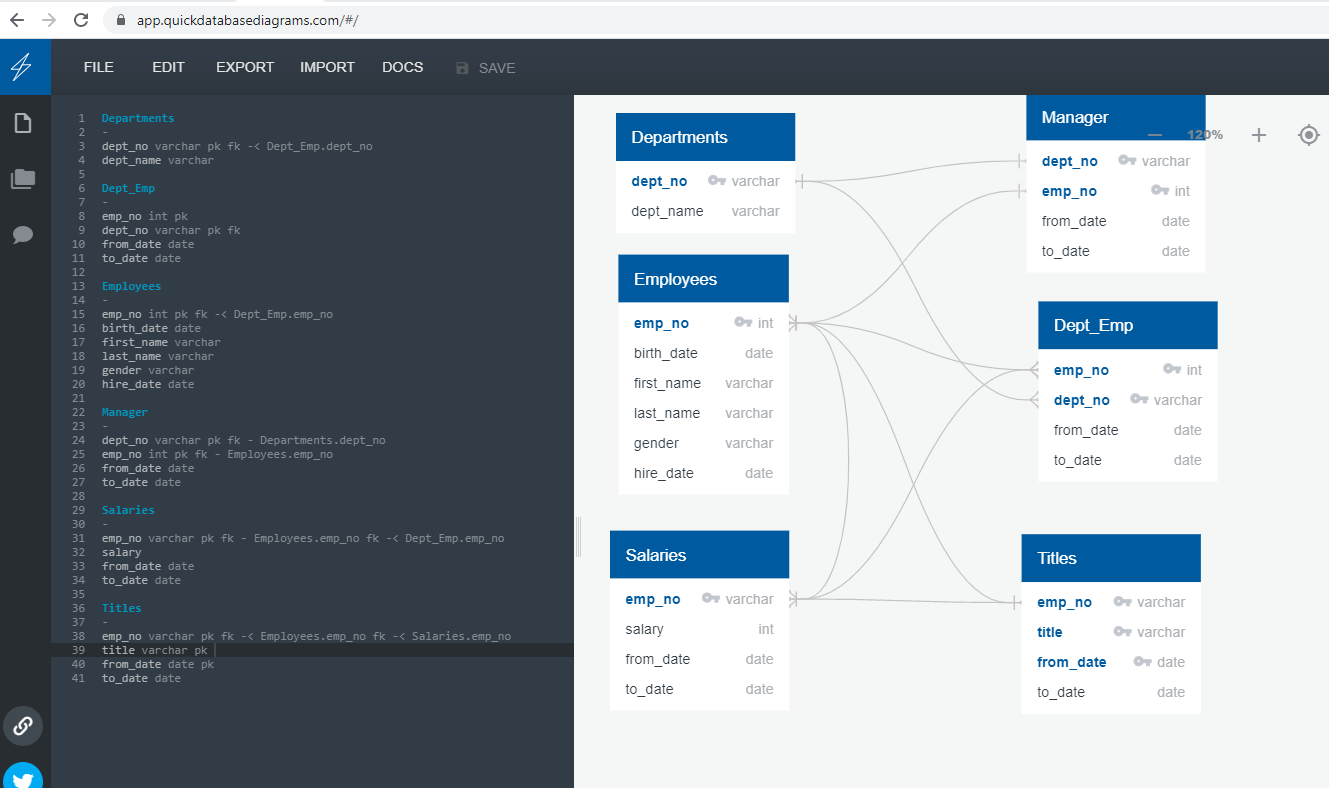 app.quickdatabasediagrams.com/#/
FILE EDIT EXPORT IMPORT DOCS SAVE
1 Departments
2 -
3 dept_no varchar pk fk -< Dept_Emp.dept_no
4 dept_name varchar
5
6 Dept_Emp
7 -
8 emp_no int pk
9 dept_no varchar pk fk
10 from_date date
11 to_date date
12
13 Employees
14 -
15 emp_no int pk fk -< Dept_Emp.emp_no
16 birth_date date
17 first_name varchar
18 last_name varchar
19 gender varchar
20 hire_date date
21
22 Manager
23 -
24 dept_no varchar pk fk - Departments.dept_no
25 emp_no int pk fk - Employees.emp_no
26 from_date date
27 to_date date
28
29 Salaries
30 -
31 emp_no varchar pk fk - Employees.emp_no fk -< Dept_Emp.emp_no
32 salary
33 from_date date
34 to_date date
35
36 Titles
37 -
38 emp_no varchar pk fk -< Employees.emp_no fk -< Salaries.emp_no
39 title varchar pk
40 from_date date pk
41 to_date date
Departments
dept_no varchar
dept_name varchar
Employees
emp_no int
birth_date date
first_name varchar
last_name varchar
gender varchar
hire_date date
Salaries
emp_no varchar
salary int
from_date date
to_date date
Manager
120%
dept_no varchar
emp_no int
from_date date
to_date date
Dept_Emp
emp_no int
dept_no varchar
from_date date
to_date date
Titles
emp_no varchar
title varchar
from_date date
to_date date